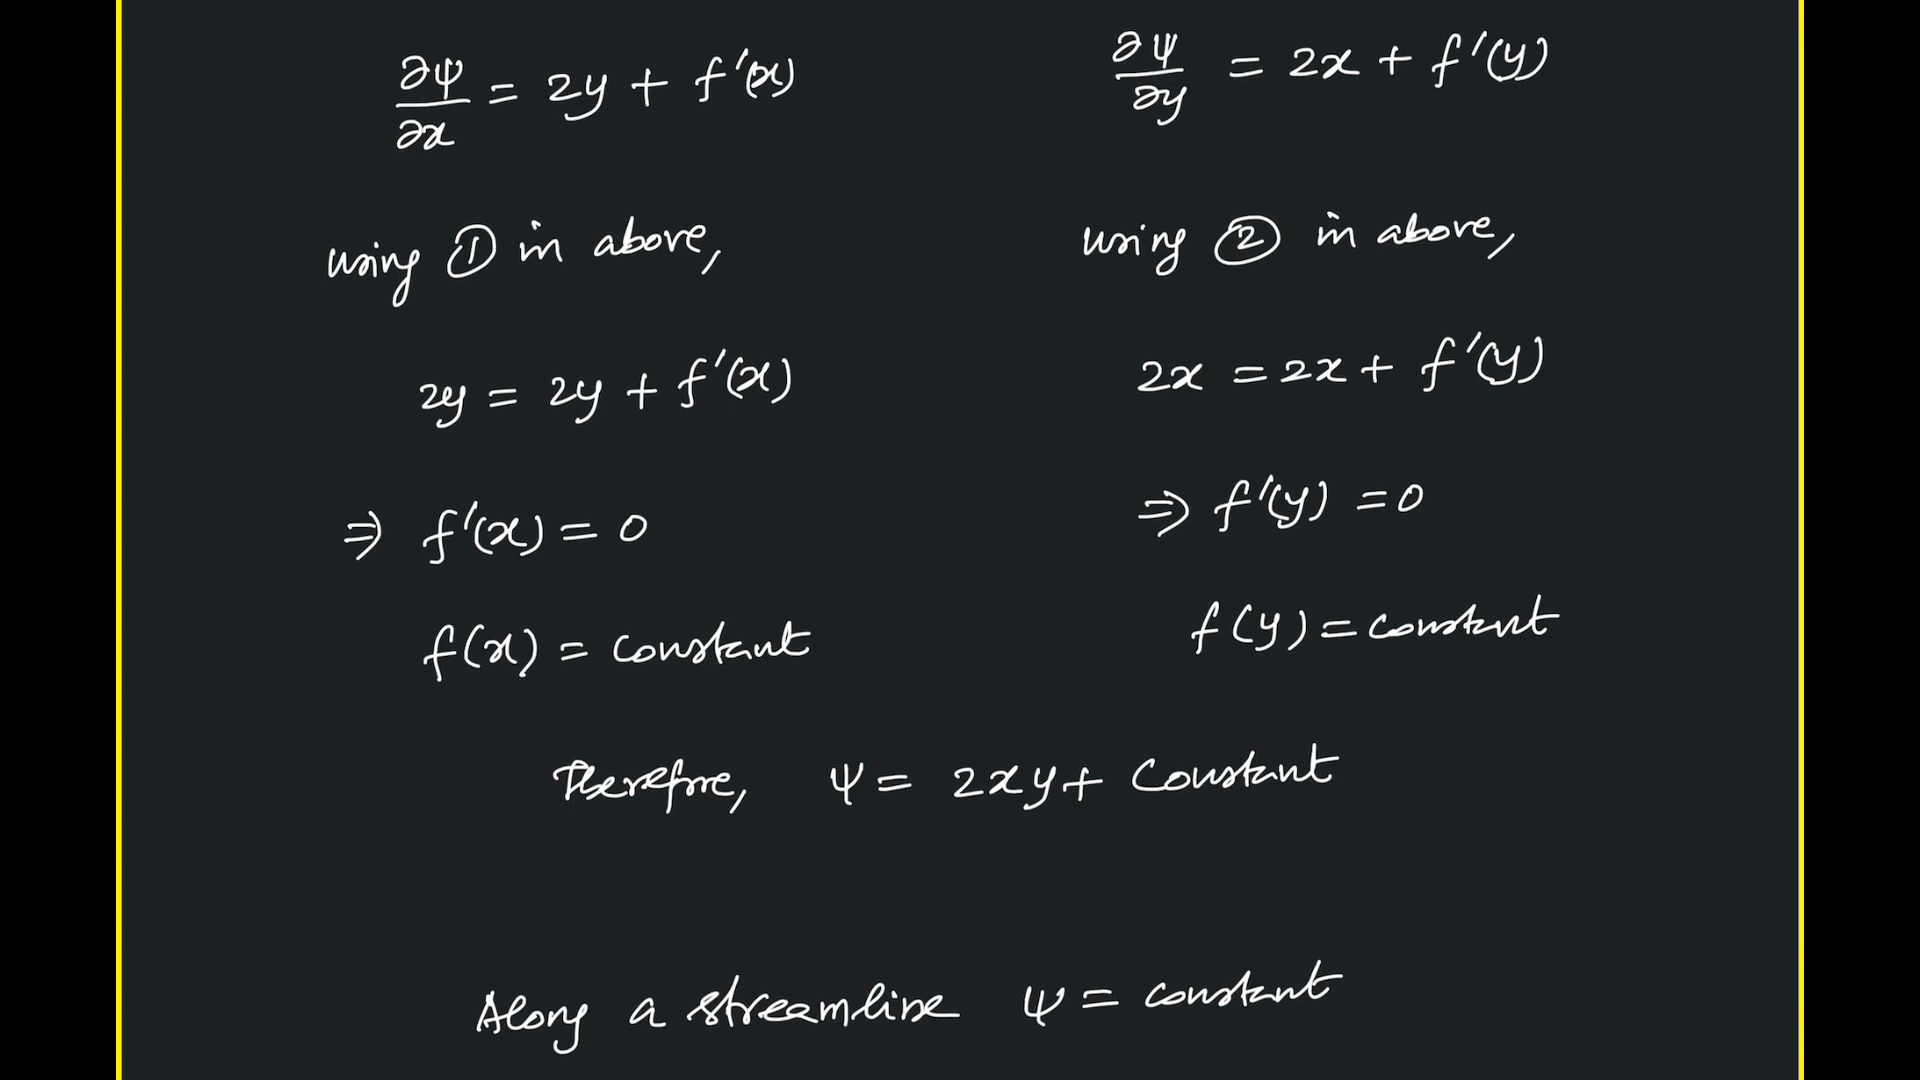 ∂ψ/∂x = 2y + f'(x)
using ① in above,
2y = 2y + f'(x)
⇒ f'(x) = 0
f(x) = constant
∂ψ/∂y = 2x + f'(y)
using ② in above,
2x = 2x + f'(y)
⇒ f'(y) = 0
f(y) = constant
Therefore, ψ = 2xy + Constant
Along a streamline ψ = constant